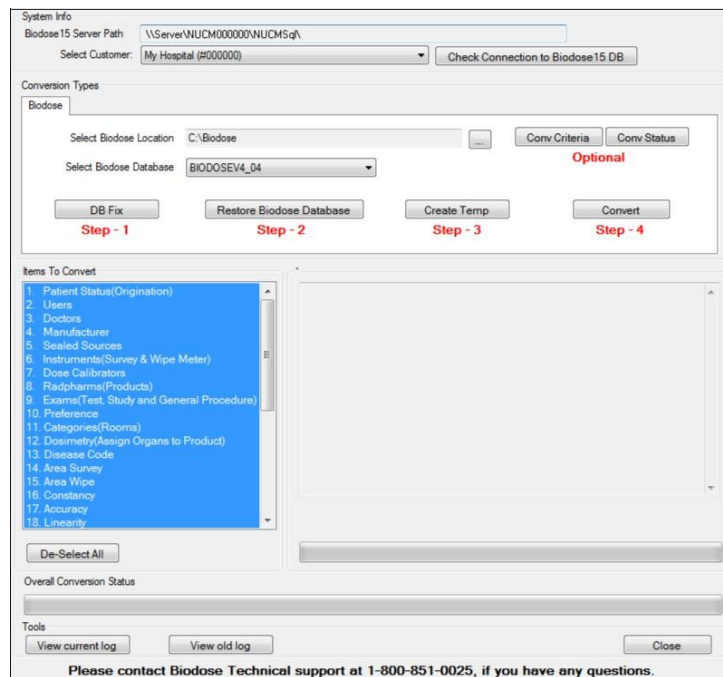 System Info
Biodose15 Server Path \\Server\NUCM000000\NUCMSql\
Select Customer: My Hospital (#000000) Check Connection to Biodose15 DB
Conversion Types
Biodose
Select Biodose Location C:\Biodose ... Conv Criteria Conv Status
Optional
Select Biodose Database BIODOSEV4_04
DB Fix Restore Biodose Database Create Temp Convert
Step - 1 Step - 2 Step - 3 Step - 4
Items To Convert
1. Patient Status(Origination)
2. Users
3. Doctors
4. Manufacturer
5. Sealed Sources
6. Instruments(Survey & Wipe Meter)
7. Dose Calibrators
8. Radpharms(Products)
9. Exams(Test, Study and General Procedure)
10. Preference
11. Categories(Rooms)
12. Dosimetry(Assign Organs to Product)
13. Disease Code
14. Area Survey
15. Area Wipe
16. Constancy
17. Accuracy
18. Linearity
De-Select All
Overall Conversion Status
Tools
View current log View old log Close
Please contact Biodose Technical support at 1-800-851-0025, if you have any questions.